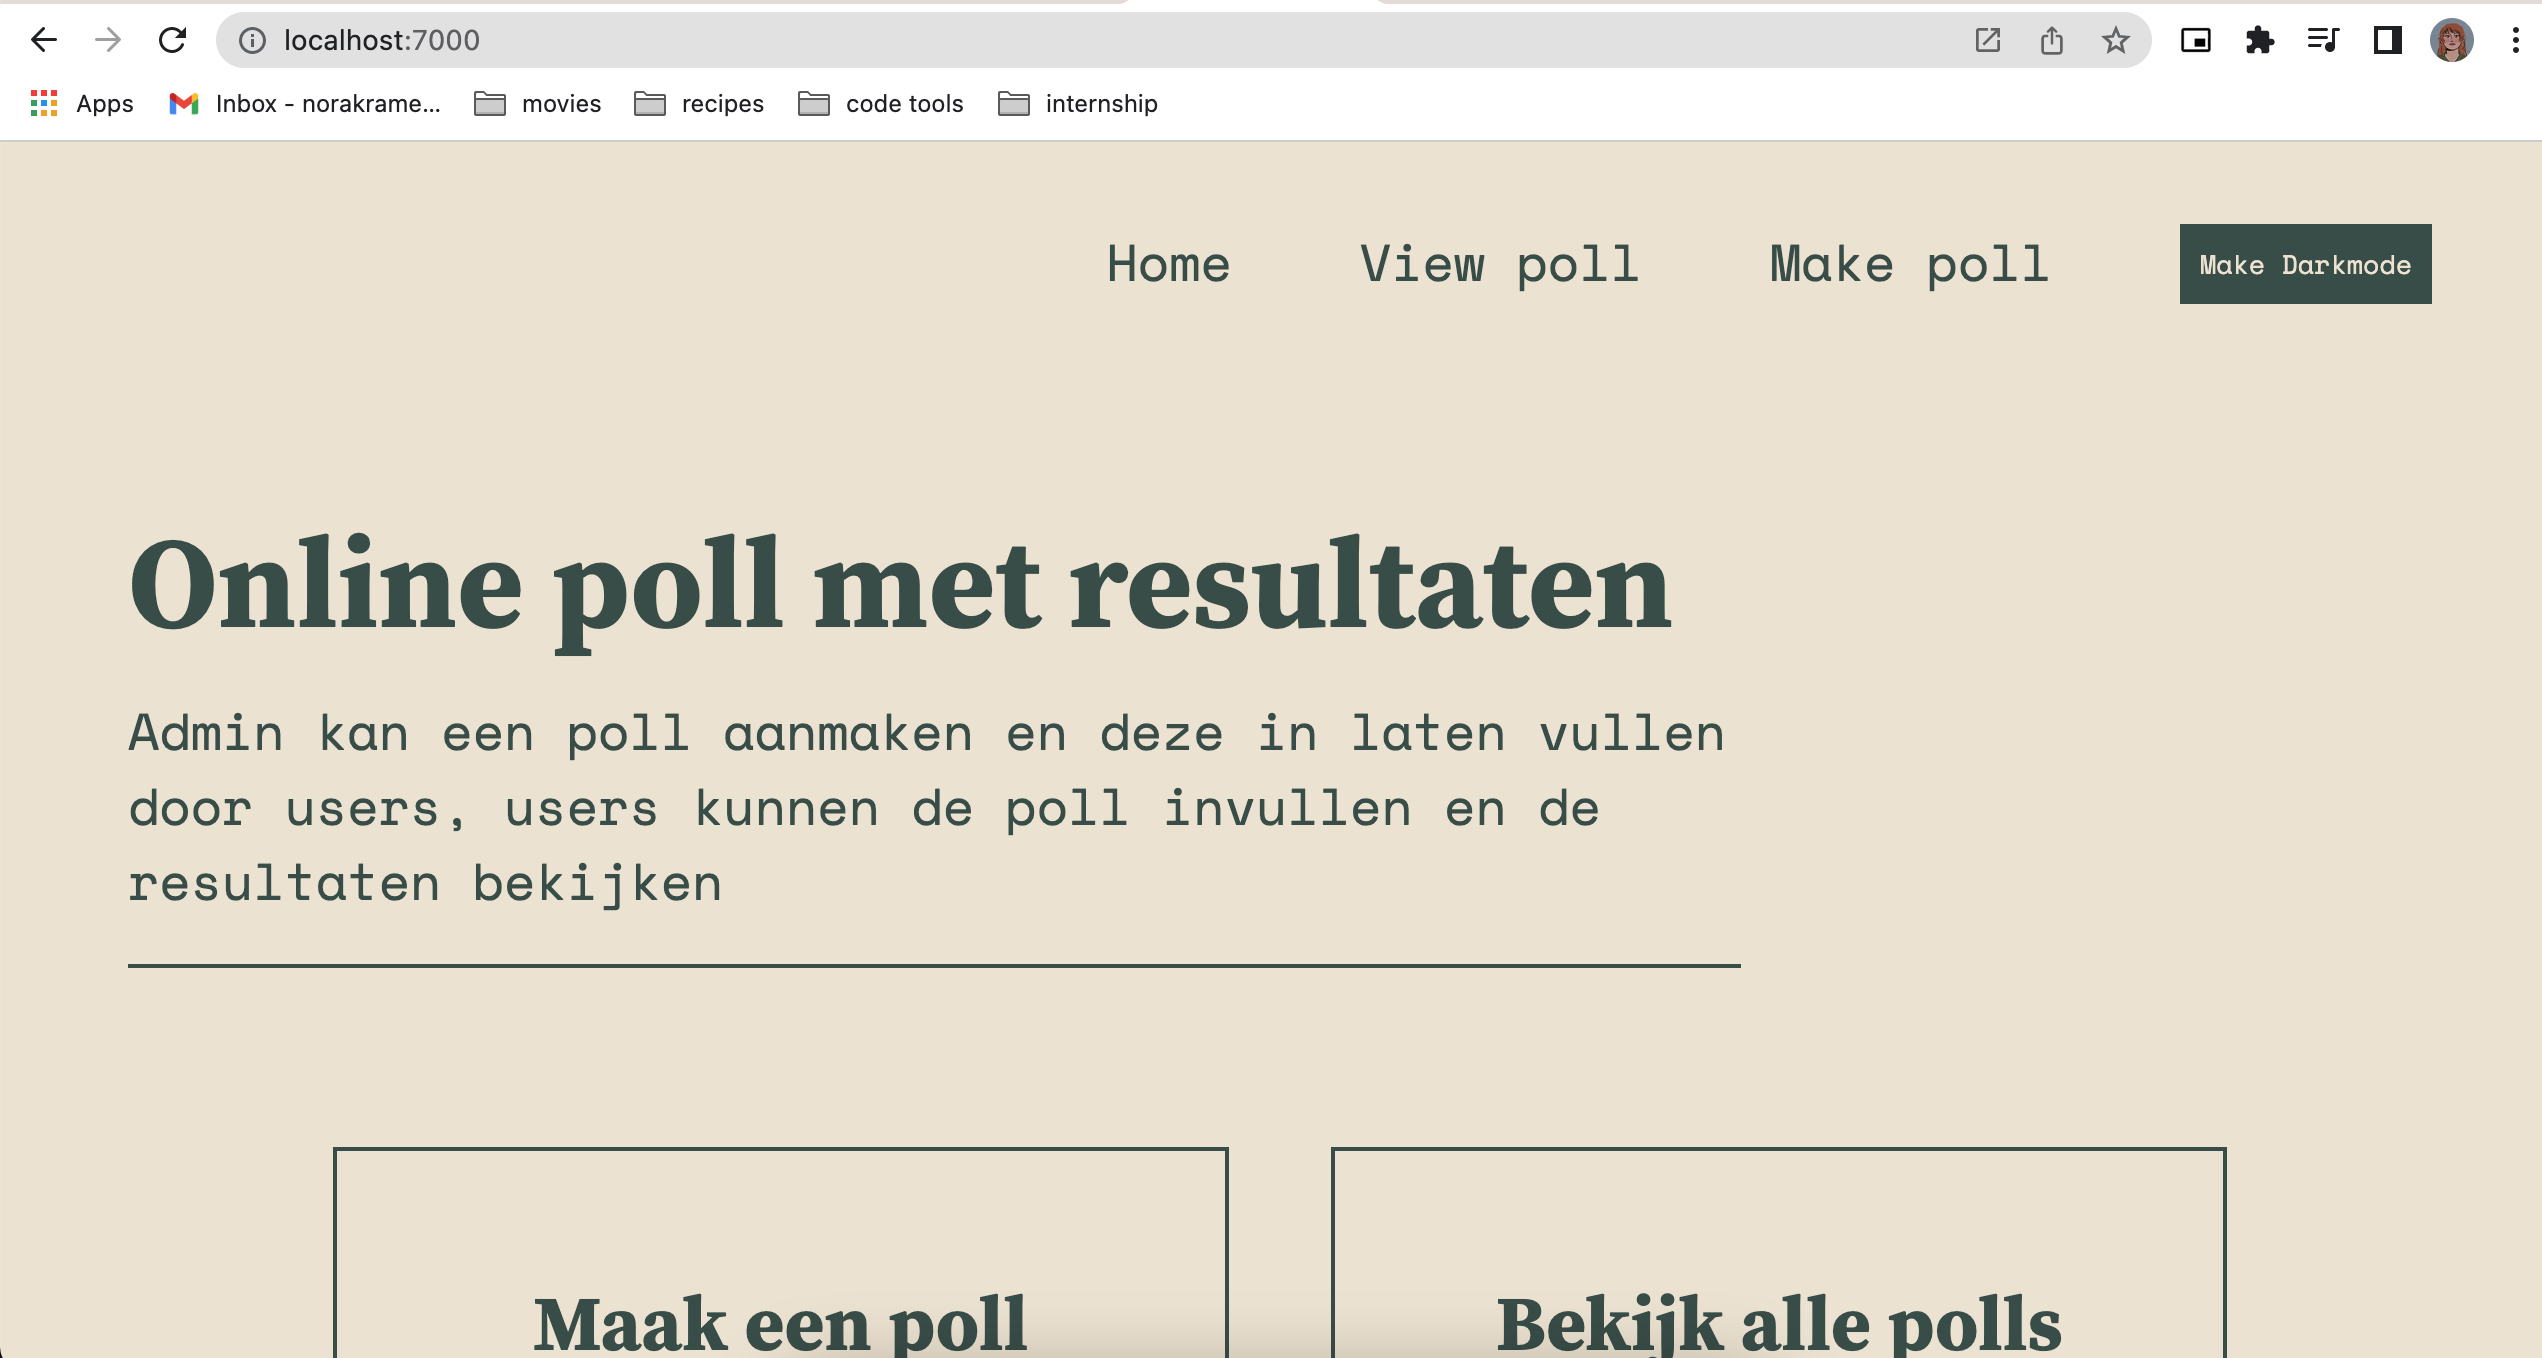 localhost:7000
Apps
Inbox - norakrame...
movies
recipes
code tools
internship
Home
View poll
Make poll
Make Darkmode
Online poll met resultaten
Admin kan een poll aanmaken en deze in laten vullen
door users, users kunnen de poll invullen en de
resultaten bekijken
Maak een poll
Bekijk alle polls